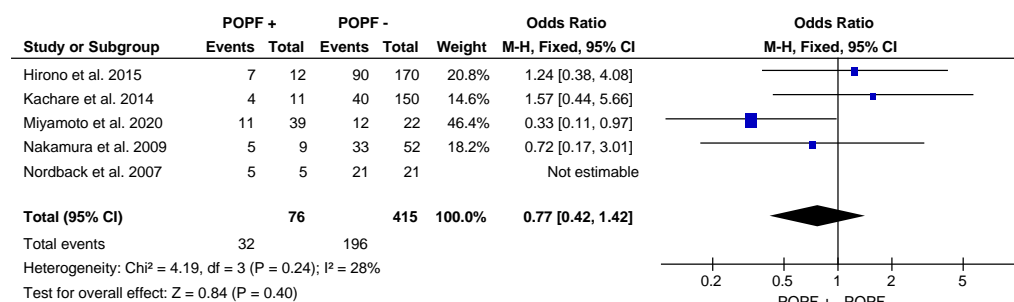 POPF + POPF - Odds Ratio Odds Ratio
Study or Subgroup Events Total Events Total Weight M-H, Fixed, 95% CI M-H, Fixed, 95% CI
Hirono et al. 2015 7 12 90 170 20.8% 1.24 [0.38, 4.08]
Kachare et al. 2014 4 11 40 150 14.6% 1.57 [0.44, 5.66]
Miyamoto et al. 2020 11 39 12 22 46.4% 0.33 [0.11, 0.97]
Nakamura et al. 2009 5 9 33 52 18.2% 0.72 [0.17, 3.01]
Nordback et al. 2007 5 5 21 21 Not estimable
Total (95% CI) 76 415 100.0% 0.77 [0.42, 1.42]
Total events 32 196
Heterogeneity: Chi² = 4.19, df = 3 (P = 0.24); I² = 28%
Test for overall effect: Z = 0.84 (P = 0.40)
0.2 0.5 1 2 5
POPF + POPF -